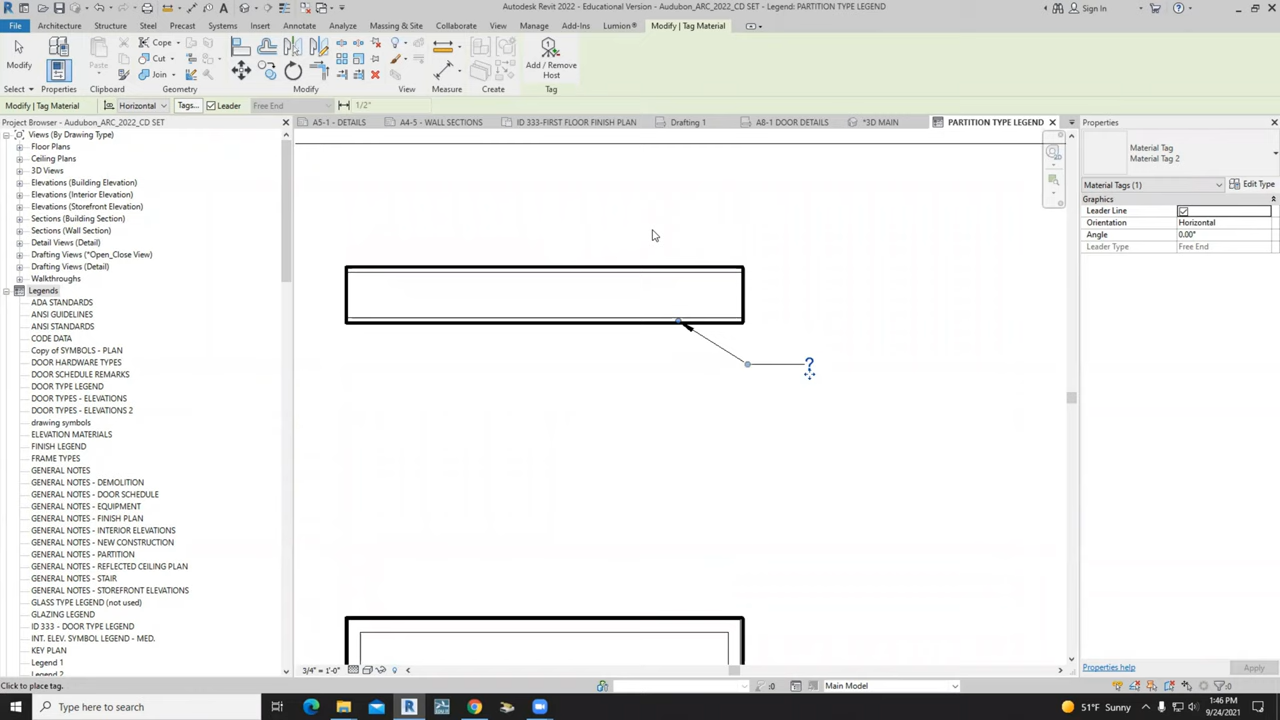 Autodesk Revit 2022 - Educational Version - Audubon_ARC_2022_CD SET - Legend: PARTITION TYPE LEGEND
Sign In
File Architecture Structure Steel Precast Systems Insert Annotate Analyze Massing & Site Collaborate View Manage Add-Ins Lumion® Modify | Tag Material
Modify
Paste
Cope
Cut
Join
Add / Remove
Host
Select Properties Clipboard Geometry Modify View Measure Create Tag
Modify | Tag Material Horizontal Tags... Leader Free End 1/2"
Project Browser - Audubon_ARC_2022_CD SET
A5-1 - DETAILS A4-5 - WALL SECTIONS ID 333-FIRST FLOOR FINISH PLAN Drafting 1 A8-1 DOOR DETAILS *3D MAIN PARTITION TYPE LEGEND
Views (By Drawing Type)
Floor Plans
Ceiling Plans
3D Views
Elevations (Building Elevation)
Elevations (Interior Elevation)
Elevations (Storefront Elevation)
Sections (Building Section)
Sections (Wall Section)
Detail Views (Detail)
Drafting Views (*Open_Close View)
Drafting Views (Detail)
Walkthroughs
Legends
ADA STANDARDS
ANSI GUIDELINES
ANSI STANDARDS
CODE DATA
Copy of SYMBOLS - PLAN
DOOR HARDWARE TYPES
DOOR SCHEDULE REMARKS
DOOR TYPE LEGEND
DOOR TYPES - ELEVATIONS
DOOR TYPES - ELEVATIONS 2
drawing symbols
ELEVATION MATERIALS
FINISH LEGEND
FRAME TYPES
GENERAL NOTES
GENERAL NOTES - DEMOLITION
GENERAL NOTES - DOOR SCHEDULE
GENERAL NOTES - EQUIPMENT
GENERAL NOTES - FINISH PLAN
GENERAL NOTES - INTERIOR ELEVATIONS
GENERAL NOTES - NEW CONSTRUCTION
GENERAL NOTES - PARTITION
GENERAL NOTES - REFLECTED CEILING PLAN
GENERAL NOTES - STAIR
GENERAL NOTES - STOREFRONT ELEVATIONS
GLASS TYPE LEGEND (not used)
GLAZING LEGEND
ID 333 - DOOR TYPE LEGEND
INT. ELEV. SYMBOL LEGEND - MED.
KEY PLAN
Legend 1
Legend 2
?
Properties
Material Tag
Material Tag 2
Material Tags (1) Edit Type
Graphics
Leader Line
Orientation Horizontal
Angle 0.00°
Leader Type Free End
Properties help Apply
3/4" = 1'-0"
Click to place tag. :0 Main Model :0
Type here to search 51°F Sunny 1:46 PM
9/24/2021